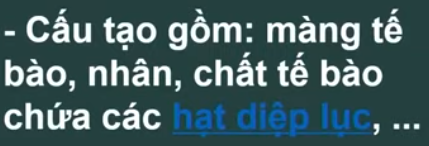 - Cấu tạo gồm: màng tế
bào, nhân, chất tế bào
chứa các hạt diệp lục, ...